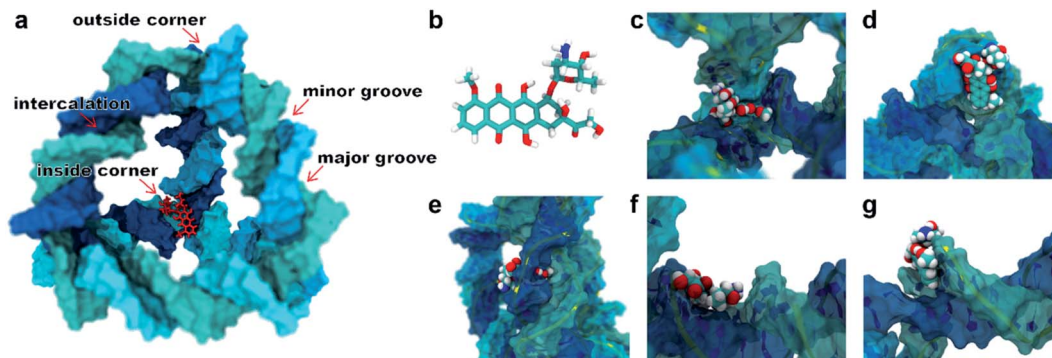 a
outside corner
intercalation
inside corner
minor groove
major groove
b
c
d
e
f
g